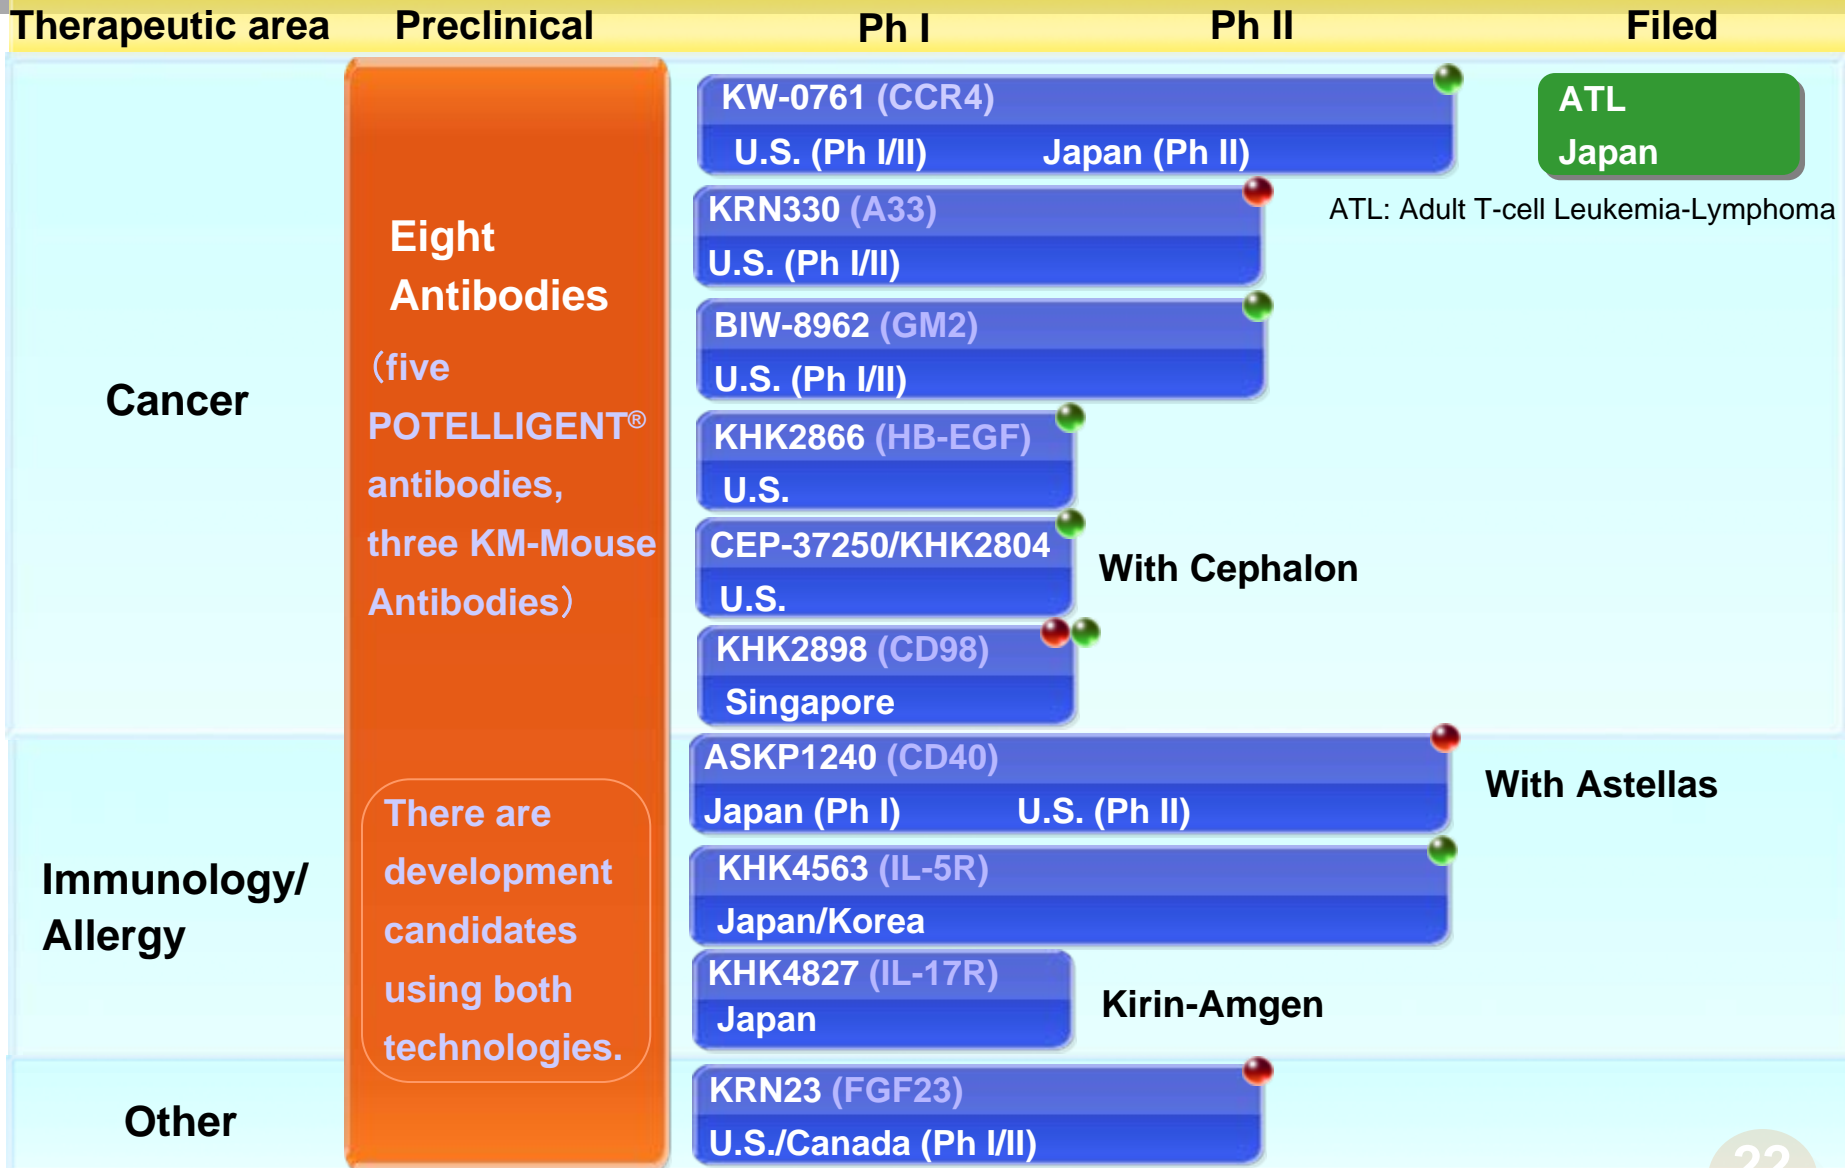 Therapeutic area Preclinical Ph I Ph II Filed
Cancer
Eight
Antibodies
（five
POTELLIGENT®
antibodies,
three KM-Mouse
Antibodies）
There are
development
candidates
using both
technologies.
KW-0761 (CCR4)
U.S. (Ph I/II) Japan (Ph II)
ATL
Japan
ATL: Adult T-cell Leukemia-Lymphoma
KRN330 (A33)
U.S. (Ph I/II)
BIW-8962 (GM2)
U.S. (Ph I/II)
KHK2866 (HB-EGF)
U.S.
CEP-37250/KHK2804
U.S.
With Cephalon
KHK2898 (CD98)
Singapore
Immunology/
Allergy
ASKP1240 (CD40)
Japan (Ph I) U.S. (Ph II)
With Astellas
KHK4563 (IL-5R)
Japan/Korea
KHK4827 (IL-17R)
Japan
Kirin-Amgen
Other
KRN23 (FGF23)
U.S./Canada (Ph I/II)
22